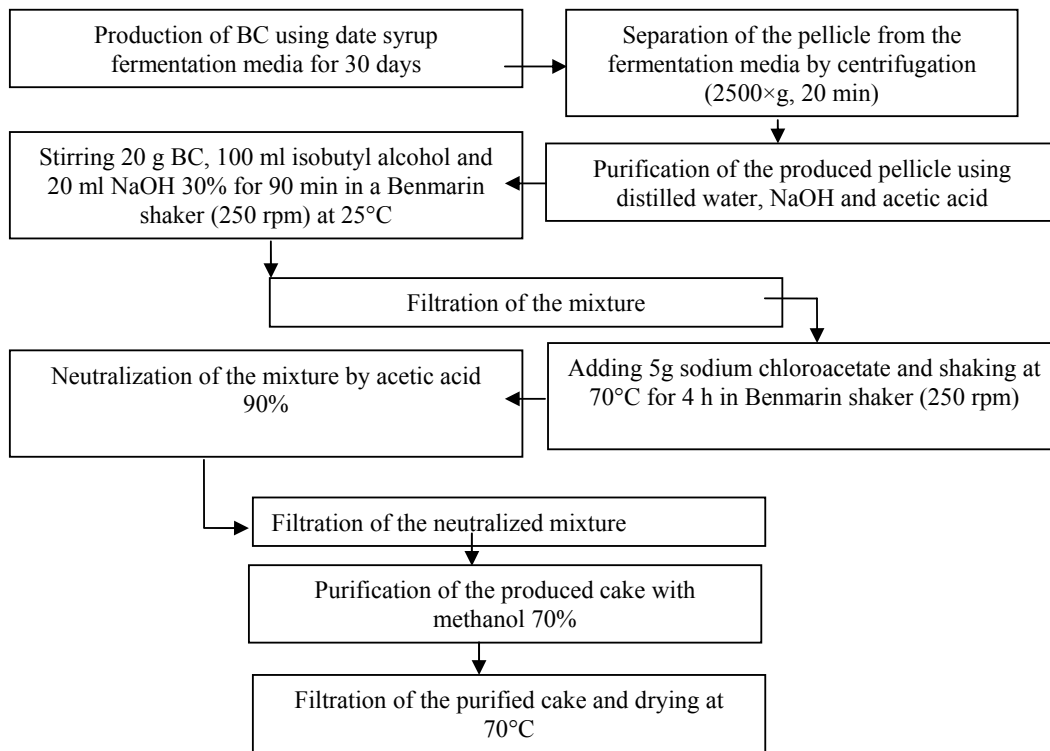 Production of BC using date syrup
fermentation media for 30 days
Separation of the pellicle from the
fermentation media by centrifugation
(2500×g, 20 min)
Purification of the produced pellicle using
distilled water, NaOH and acetic acid
Stirring 20 g BC, 100 ml isobutyl alcohol and
20 ml NaOH 30% for 90 min in a Benmarin
shaker (250 rpm) at 25°C
Filtration of the mixture
Adding 5g sodium chloroacetate and shaking at
70°C for 4 h in Benmarin shaker (250 rpm)
Neutralization of the mixture by acetic acid
90%
Filtration of the neutralized mixture
Purification of the produced cake with
methanol 70%
Filtration of the purified cake and drying at
70°C